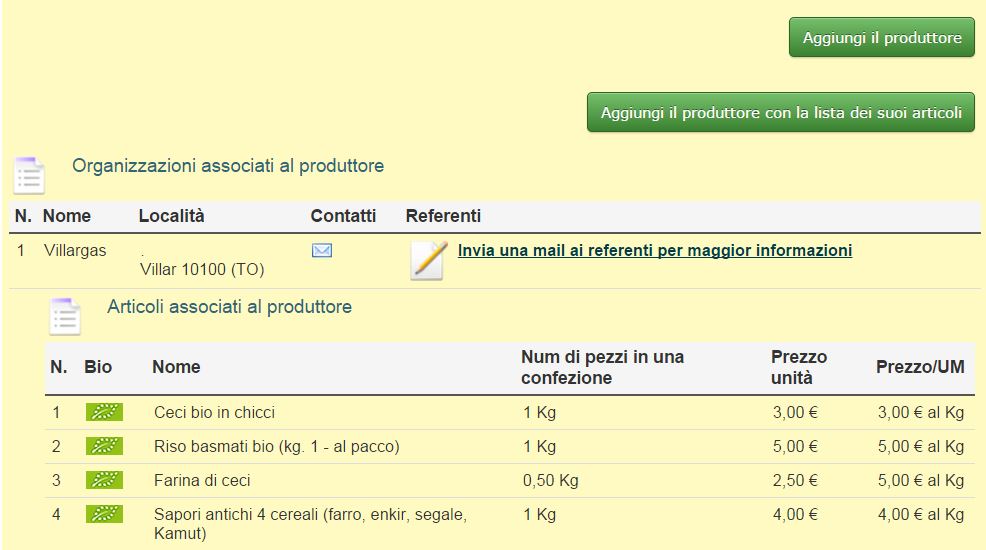 Aggiungi il produttore
Aggiungi il produttore con la lista dei suoi articoli
Organizzazioni associati al produttore
N. Nome Località Contatti Referenti
1 Villargas . Invia una mail ai referenti per maggior informazioni
Villar 10100 (TO)
Articoli associati al produttore
N. Bio Nome Num di pezzi in una confezione Prezzo unità Prezzo/UM
1 Ceci bio in chicci 1 Kg 3,00 € 3,00 € al Kg
2 Riso basmati bio (kg. 1 - al pacco) 1 Kg 5,00 € 5,00 € al Kg
3 Farina di ceci 0,50 Kg 2,50 € 5,00 € al Kg
4 Sapori antichi 4 cereali (farro, enkir, segale, 1 Kg 4,00 € 4,00 € al Kg
Kamut)